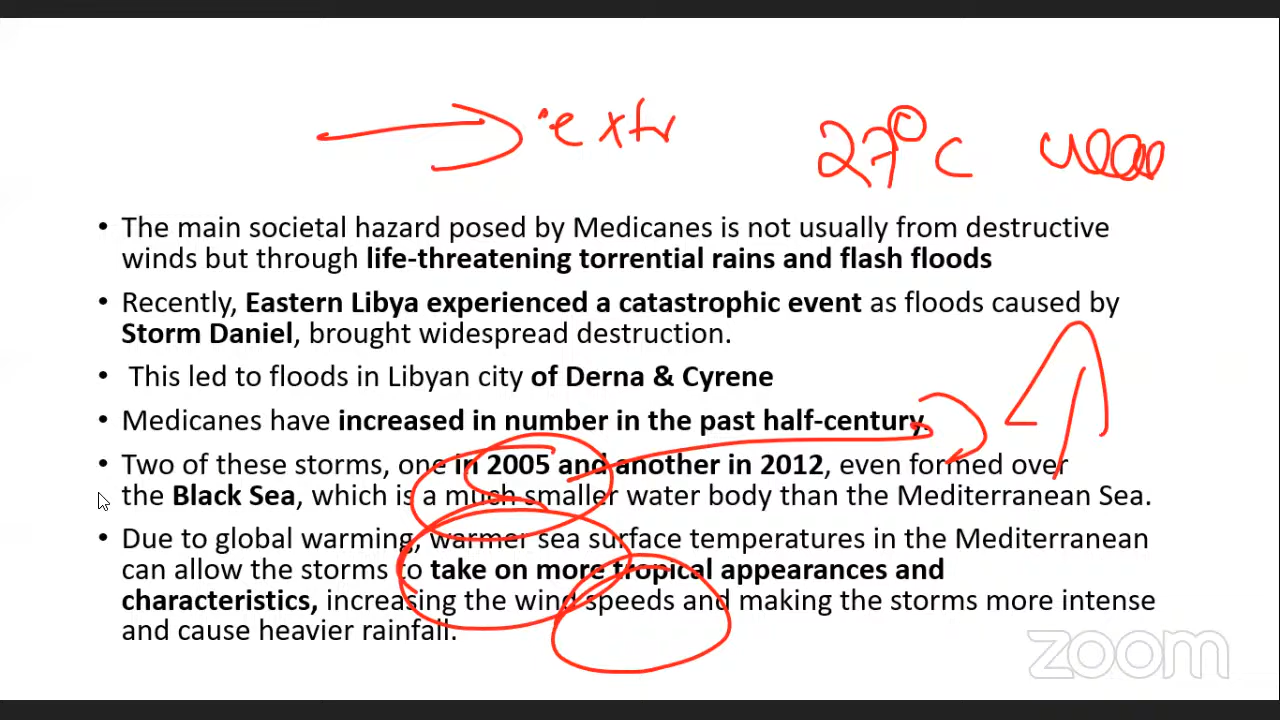 extr 27°C
• The main societal hazard posed by Medicanes is not usually from destructive
winds but through life-threatening torrential rains and flash floods
• Recently, Eastern Libya experienced a catastrophic event as floods caused by
Storm Daniel, brought widespread destruction.
• This led to floods in Libyan city of Derna & Cyrene
• Medicanes have increased in number in the past half-century.
• Two of these storms, one in 2005 and another in 2012, even formed over
the Black Sea, which is a much smaller water body than the Mediterranean Sea.
• Due to global warming, warmer sea surface temperatures in the Mediterranean
can allow the storms to take on more tropical appearances and
characteristics, increasing the wind speeds and making the storms more intense
and cause heavier rainfall.
zoom